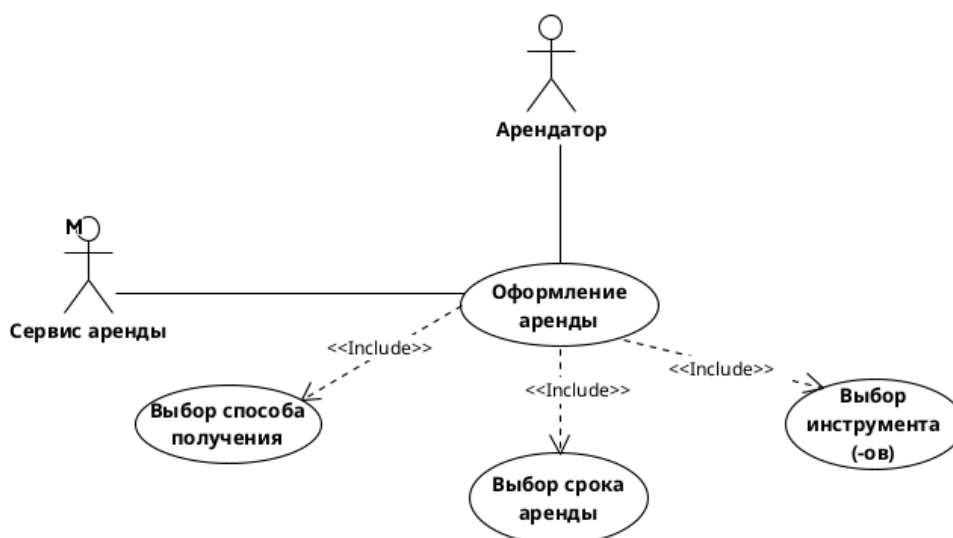 Арендатор
М
Сервис аренды
Оформление
аренды
<<Include>>
<<Include>>
<<Include>>
Выбор способа
получения
Выбор срока
аренды
Выбор
инструмента
(-ов)